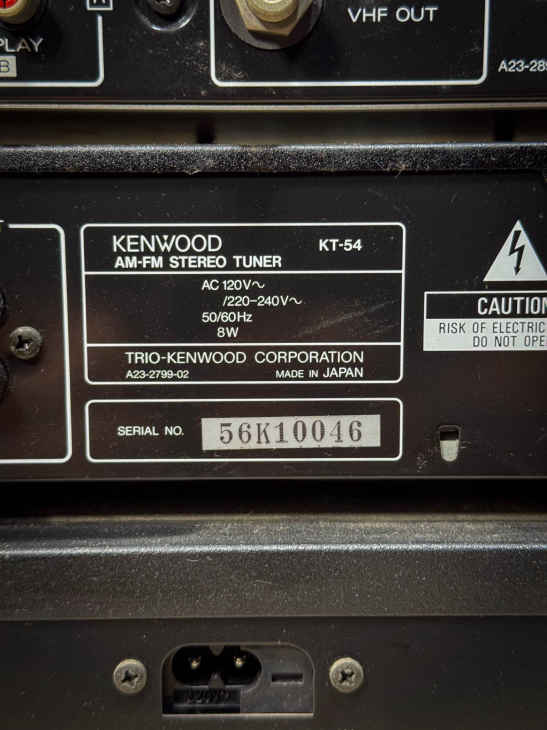 PLAY
B
VHF OUT
A23-289
KENWOOD KT-54
AM-FM STEREO TUNER
AC 120V~
/220-240V~
50/60Hz
8W
TRIO-KENWOOD CORPORATION
A23-2799-02 MADE IN JAPAN
SERIAL NO. 56K10046
CAUTION
RISK OF ELECTRIC
DO NOT OPE